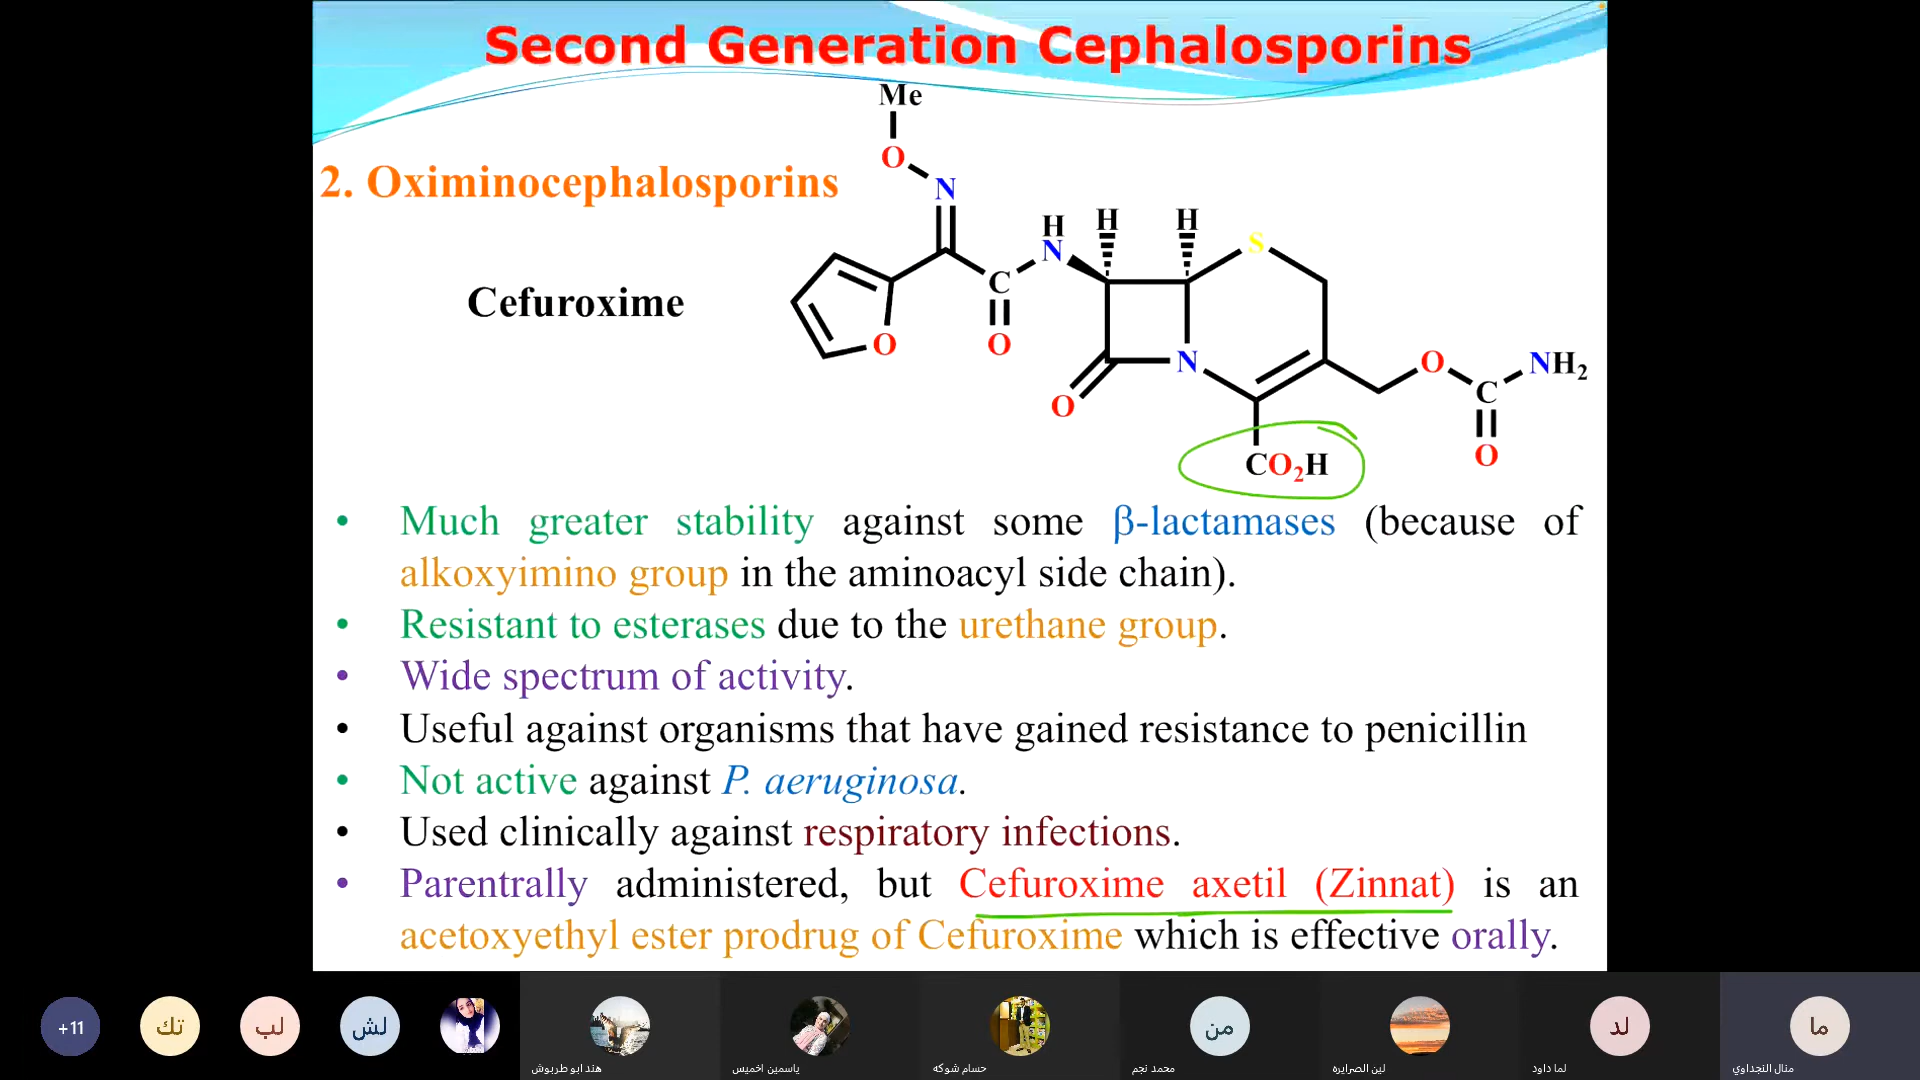 Second Generation Cephalosporins
Me
O
N
2. Oximinocephalosporins
H
H
H
N
S
C
Cefuroxime
O
O
N
O
NH2
O
C
CO2H
O
• Much greater stability against some β-lactamases (because of
alkoxyimino group in the aminoacyl side chain).
• Resistant to esterases due to the urethane group.
• Wide spectrum of activity.
• Useful against organisms that have gained resistance to penicillin
• Not active against P. aeruginosa.
• Used clinically against respiratory infections.
• Parentrally administered, but Cefuroxime axetil (Zinnat) is an
acetoxyethyl ester prodrug of Cefuroxime which is effective orally.
+11
تك
لب
لش
من
لد
ما
هند ابو طربوش
ياسمين اخميس
حسام شوكه
محمد نجم
لين الصرايره
لما داود
منال النجداوي